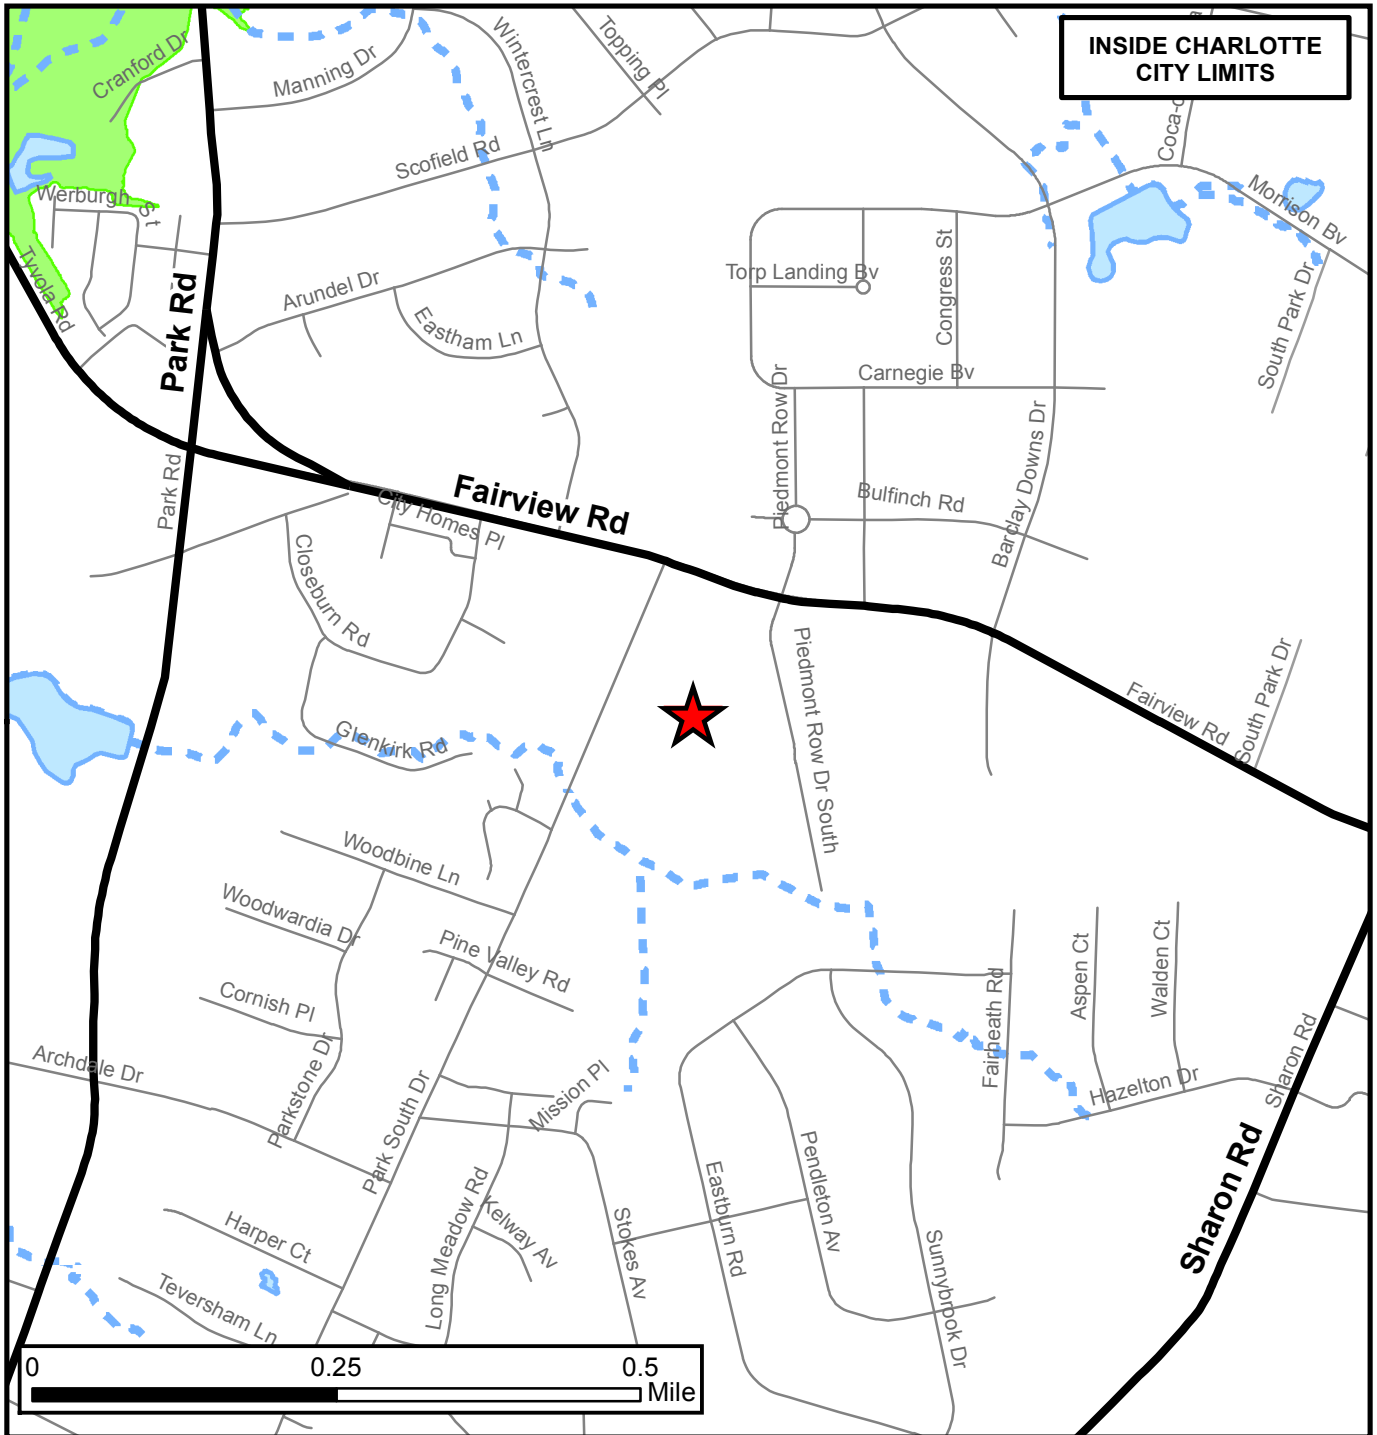 INSIDE CHARLOTTE
CITY LIMITS
Cranford Dr
Manning Dr
Wintercrest Ln
Topping Pl
Scofield Rd
Werburgh St
Tyvola Rd
Park Rd
Arundel Dr
Eastham Ln
Torp Landing Bv
Congress St
Morrison Bv
South Park Dr
Carnegie Bv
Piedmont Row Dr
Barclay Downs Dr
Bulfinch Rd
Park Rd
Fairview Rd
City Homes Pl
Closeburn Rd
Glenkirk Rd
Piedmont Row Dr South
Fairview Rd
South Park Dr
Woodbine Ln
Woodwardia Dr
Pine Valley Rd
Cornish Pl
Archdale Dr
Parkstone Dr
Park South Dr
Mission Pl
Fairheath Rd
Aspen Ct
Walden Ct
Hazelton Dr
Sharon Rd
Sharon Rd
Harper Ct
Teversham Ln
Long Meadow Rd
Kelway Av
Stokes Av
Eastburn Rd
Pendleton Av
Sunnybrook Dr
0 0.25 0.5
Mile